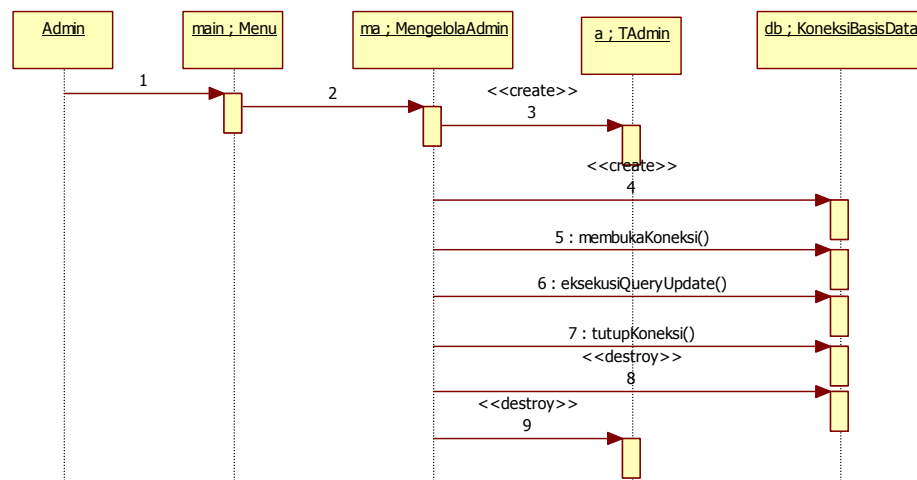 Admin
main ; Menu
ma ; MengelolaAdmin
a ; TAdmin
db ; KoneksiBasisData
1
2
<<create>>
3
<<create>>
4
5 : membukaKoneksi()
6 : eksekusiQueryUpdate()
7 : tutupKoneksi()
<<destroy>>
8
<<destroy>>
9